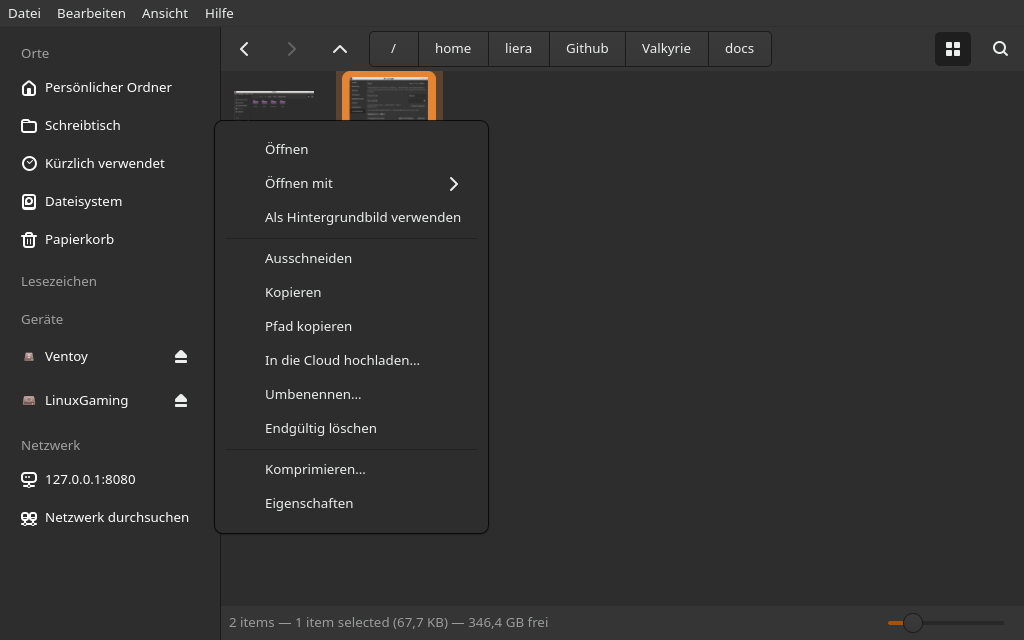 Datei Bearbeiten Ansicht Hilfe
/ home liera Github Valkyrie docs
Orte
Persönlicher Ordner
Schreibtisch
Kürzlich verwendet
Dateisystem
Papierkorb
Lesezeichen
Geräte
Ventoy
LinuxGaming
Netzwerk
127.0.0.1:8080
Netzwerk durchsuchen
Öffnen
Öffnen mit
Als Hintergrundbild verwenden
Ausschneiden
Kopieren
Pfad kopieren
In die Cloud hochladen...
Umbenennen...
Endgültig löschen
Komprimieren...
Eigenschaften
2 items — 1 item selected (67,7 KB) — 346,4 GB frei